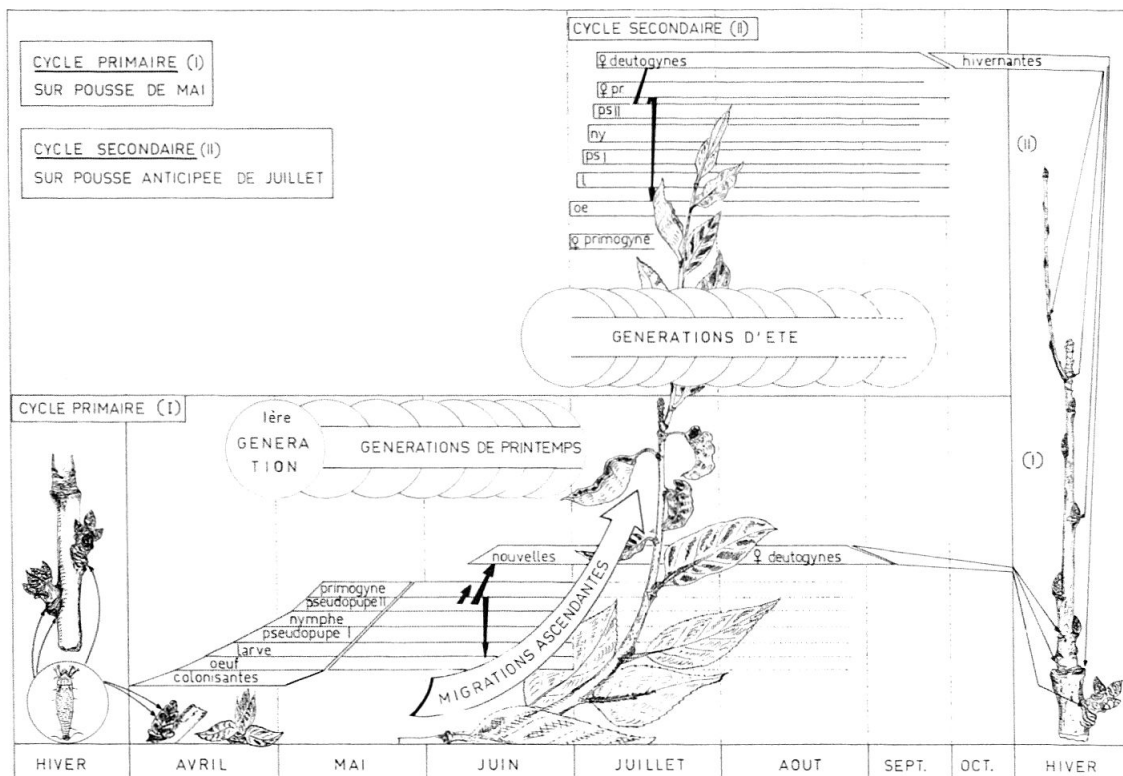 CYCLE PRIMAIRE (I)
SUR POUSSE DE MAI
CYCLE SECONDAIRE (II)
SUR POUSSE ANTICIPEE DE JUILLET
CYCLE SECONDAIRE (II)
♀ deutogynes
hivernantes
♀ pr
ps II
ny
ps I
l
oe
♀ primogyne
(II)
GENERATIONS D'ETE
CYCLE PRIMAIRE (I)
1ère
GENERA
TION
GENERATIONS DE PRINTEMPS
(I)
nouvelles
♀ deutogynes
primogyne
pseudopupe II
nymphe
pseudopupe I
larve
oeuf
colonisantes
MIGRATIONS ASCENDANTES
HIVER
AVRIL
MAI
JUIN
JUILLET
AOUT
SEPT.
OCT.
HIVER